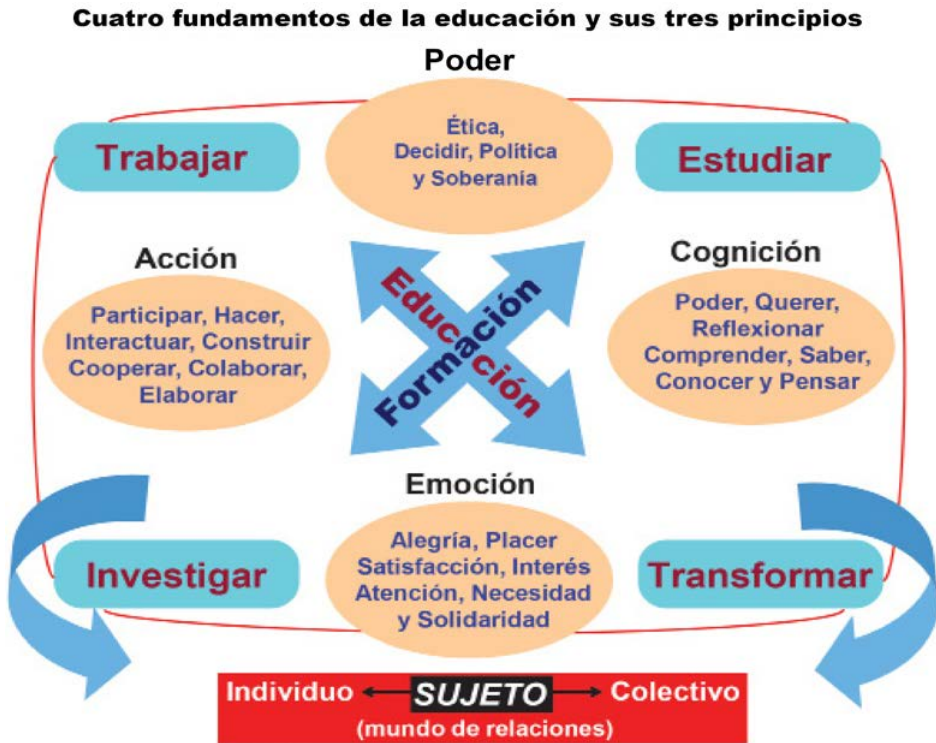 Cuatro fundamentos de la educación y sus tres principios
Poder
Ética,
Decidir, Política
y Soberanía
Trabajar
Estudiar
Acción
Participar, Hacer,
Interactuar, Construir
Cooperar, Colaborar,
Elaborar
Educación
Formación
Cognición
Poder, Querer,
Reflexionar
Comprender, Saber,
Conocer y Pensar
Emoción
Alegría, Placer
Satisfacción, Interés
Atención, Necesidad
y Solidaridad
Investigar
Transformar
Individuo SUJETO Colectivo
(mundo de relaciones)